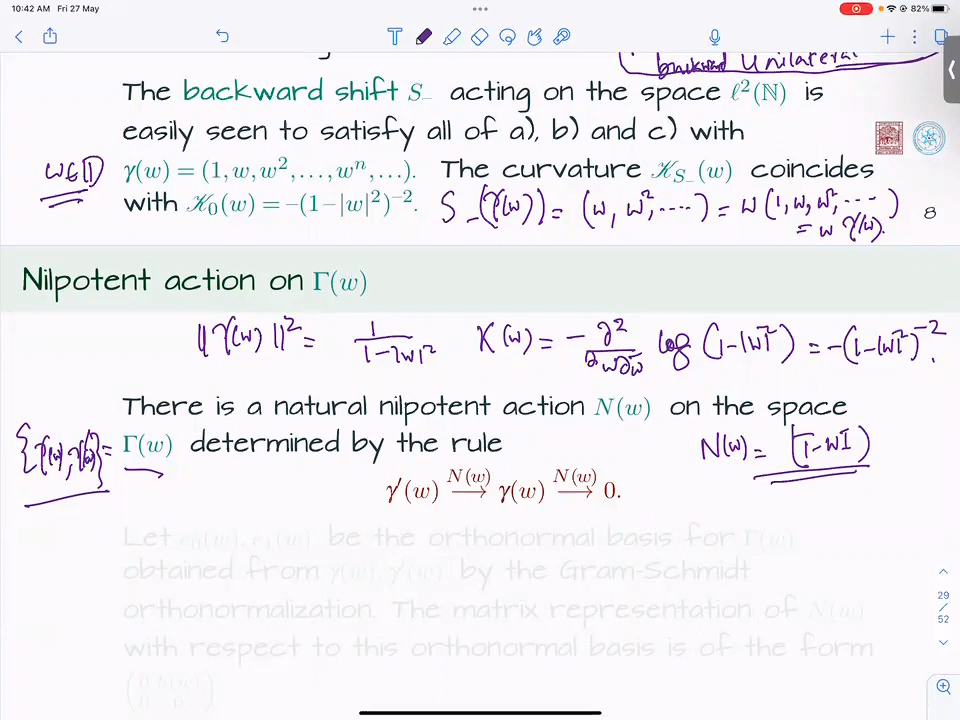 10:42 AM Fri 27 May
82%
backward Unilateral
The backward shift S₋ acting on the space ℓ²(ℕ) is
easily seen to satisfy all of a), b) and c) with
w∈𝔻
γ(w) = (1, w, w², …, wⁿ, …). The curvature 𝒦_{S₋}(w) coincides
with 𝒦₀(w) = –(1–|w|²)⁻².
S₋(γ(w)) = (w, w², ....) = w (1, w, w², ....)
= w γ(w).
8
Nilpotent action on Γ(w)
‖γ(w)‖² = 1/(1-|w|²) K(w) = - ∂²/∂w∂w̄ log (1-|w|²) = -(1-|w|²)⁻².
There is a natural nilpotent action N(w) on the space
{γ(w), γ'(w)} = Γ(w) determined by the rule
N(w) = (T-wI)
γ′(w) —N(w)→ γ(w) —N(w)→ 0.
Let e₀(w), e₁(w) be the orthonormal basis for Γ(w)
obtained from γ(w), γ′(w) by the Gram-Schmidt
orthonormalization. The matrix representation of N(w)
with respect to this orthonormal basis is of the form
29
/
52